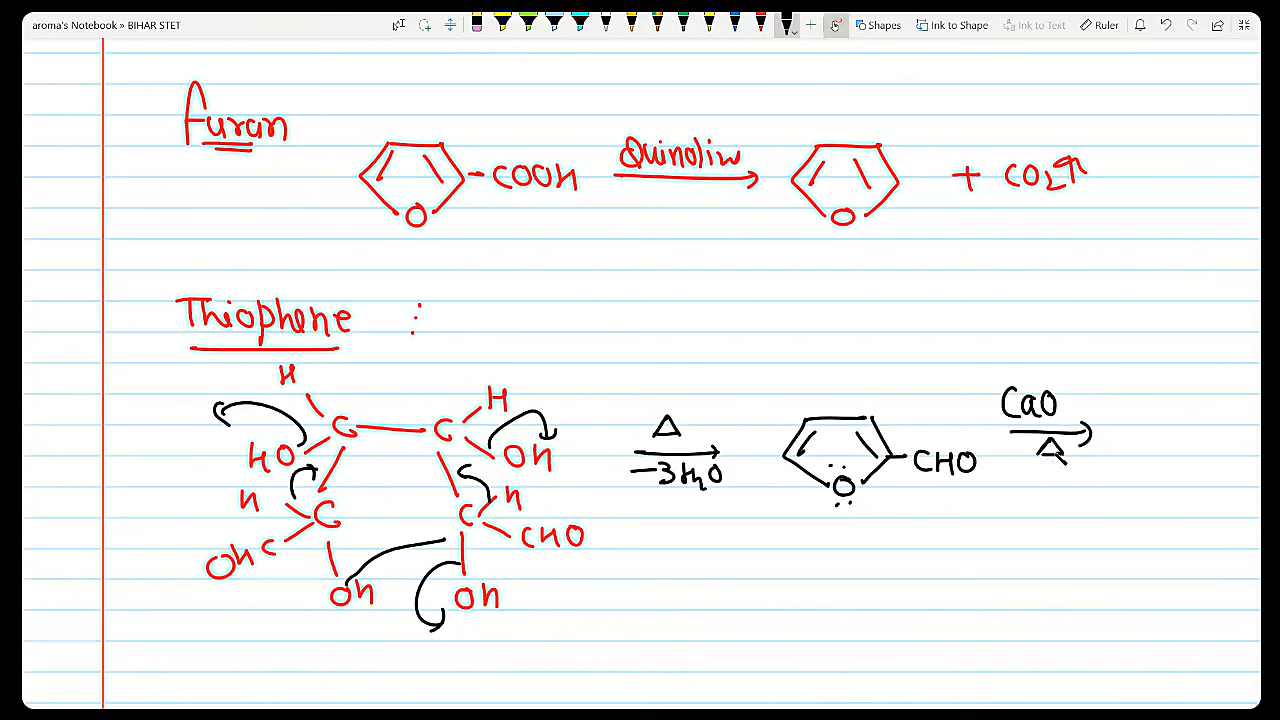 aroma's Notebook » BIHAR STET
Shapes Ink to Shape Ink to Text Ruler
Furan
COOH Quinolin + CO2↑
O O
Thiophene :
H
C C H CaO
HO OH Δ CHO Δ
H H -3H2O O
C C
OHC CHO
OH OH